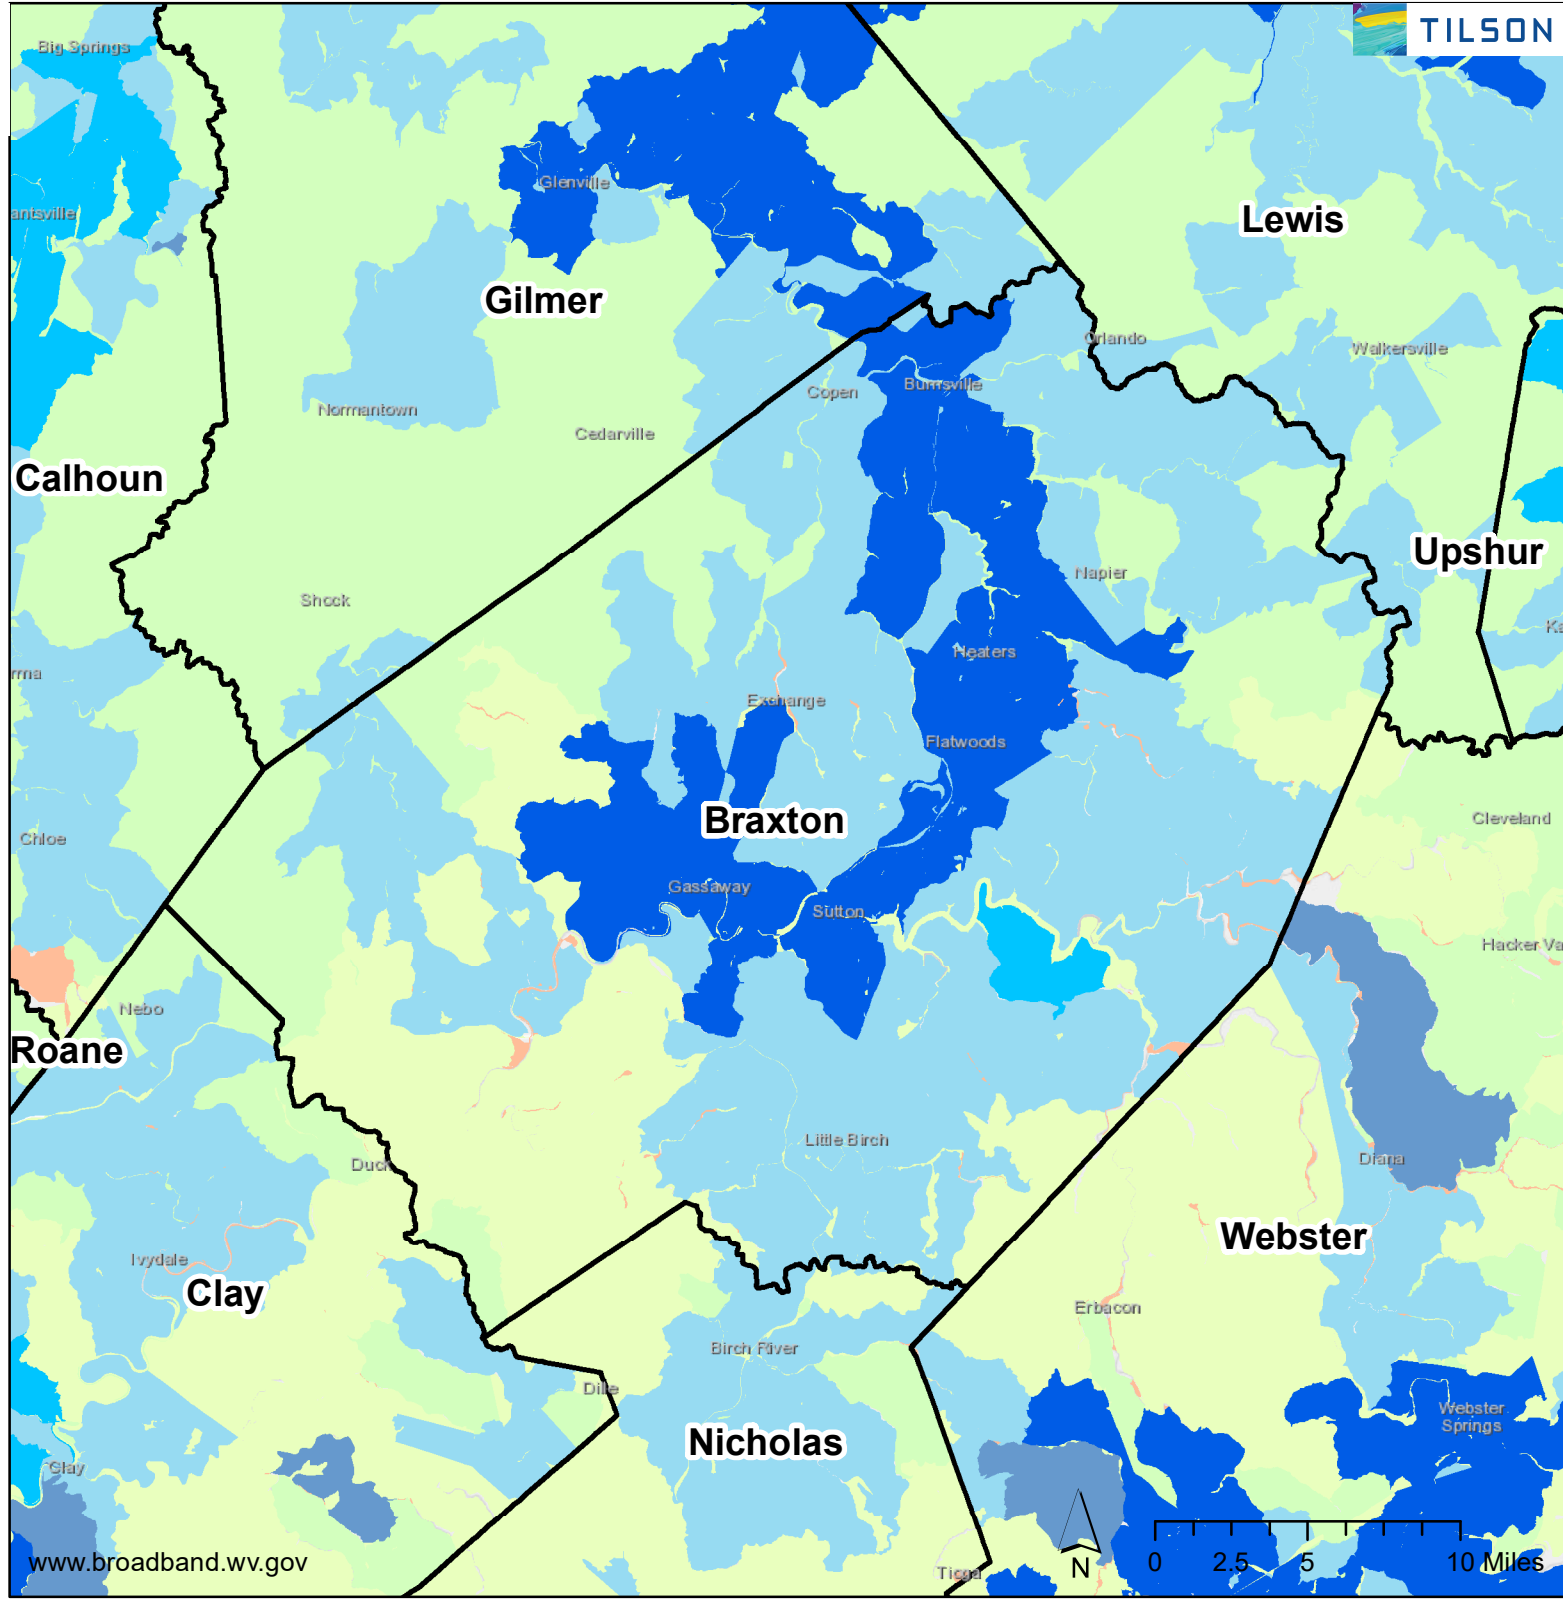 TILSON
Big Springs
Glenville
antsville
Lewis
Gilmer
Orlando
Walkersville
Burnsville
Copen
Normantown
Cedarville
Calhoun
Upshur
Napier
Shock
Ka
Heaters
rma
Exchange
Flatwoods
Braxton
Cleveland
Chloe
Gassaway
Sutton
Hacker Va
Nebo
Roane
Little Birch
Diana
Duck
Webster
Ivydale
Clay
Erbacon
Birch River
Dille
Webster
Springs
Nicholas
Clay
www.broadband.wv.gov
N
0 2.5 5 10 Miles
Tioga